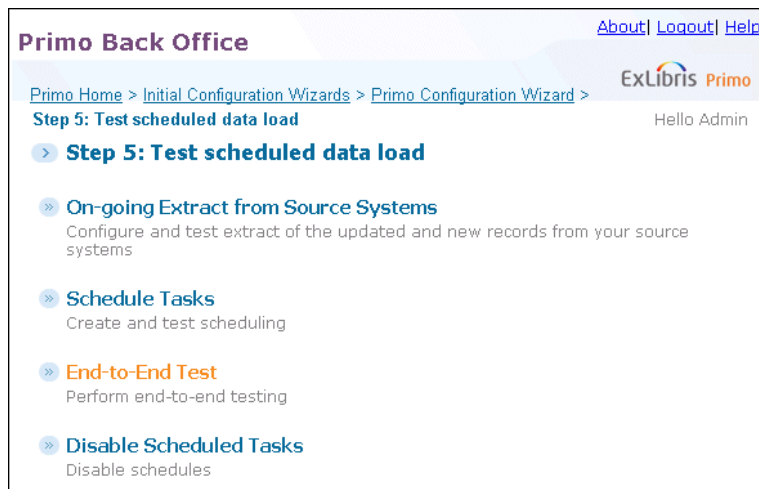 About| Logout| Help
Primo Back Office
ExLibris Primo
Primo Home > Initial Configuration Wizards > Primo Configuration Wizard >
Step 5: Test scheduled data load
Hello Admin
Step 5: Test scheduled data load
On-going Extract from Source Systems
Configure and test extract of the updated and new records from your source
systems
Schedule Tasks
Create and test scheduling
End-to-End Test
Perform end-to-end testing
Disable Scheduled Tasks
Disable schedules